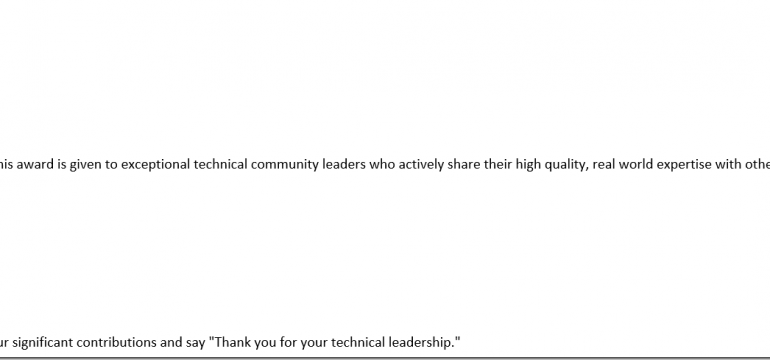 his award is given to exceptional technical community leaders who actively share their high quality, real world expertise with othe
ur significant contributions and say "Thank you for your technical leadership."